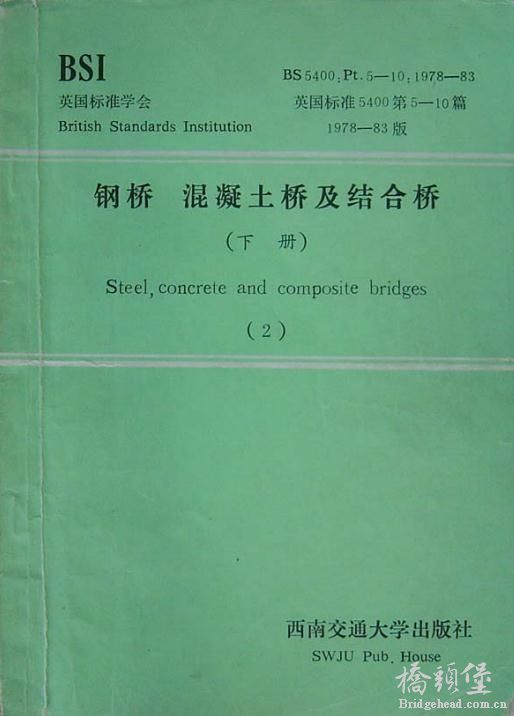 BSI
BS 5400: Pt. 5—10: 1978—83
英国标准学会
英国标准 5400 第 5—10 篇
British Standards Institution
1978—83 版
钢桥 混凝土桥及结合桥
(下 册)
Steel, concrete and composite bridges
(2)
西南交通大学出版社
SWJU Pub. House
橋頭堡
Bridgehead.com.cn